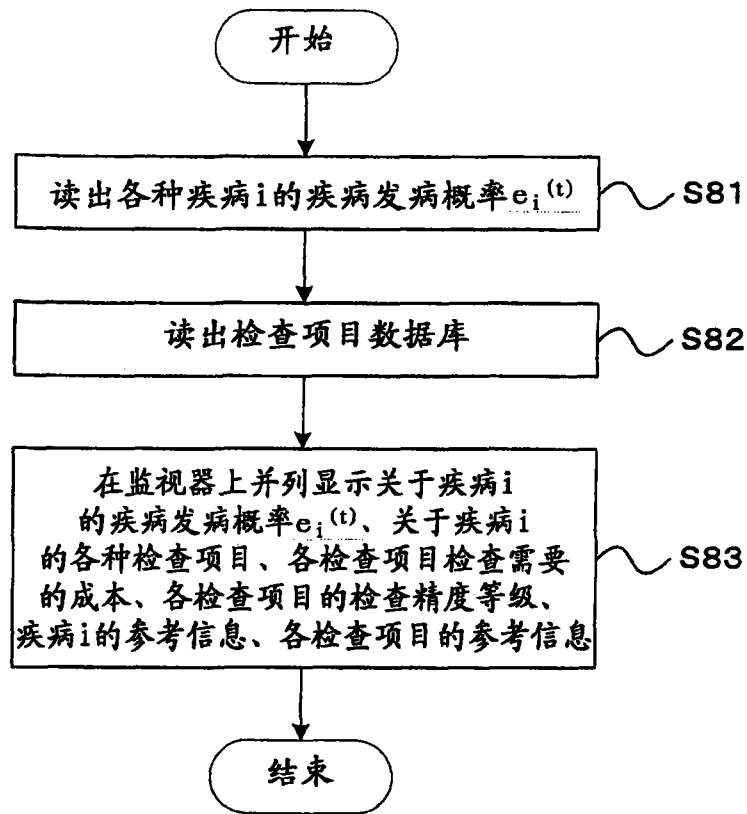 开始
读出各种疾病i的疾病发病概率eᵢ⁽ᵗ⁾
S81
读出检查项目数据库
S82
在监视器上并列显示关于疾病i
的疾病发病概率eᵢ⁽ᵗ⁾、关于疾病i
的各种检查项目、各检查项目检查需要
的成本、各检查项目的检查精度等级、
疾病i的参考信息、各检查项目的参考信息
S83
结束